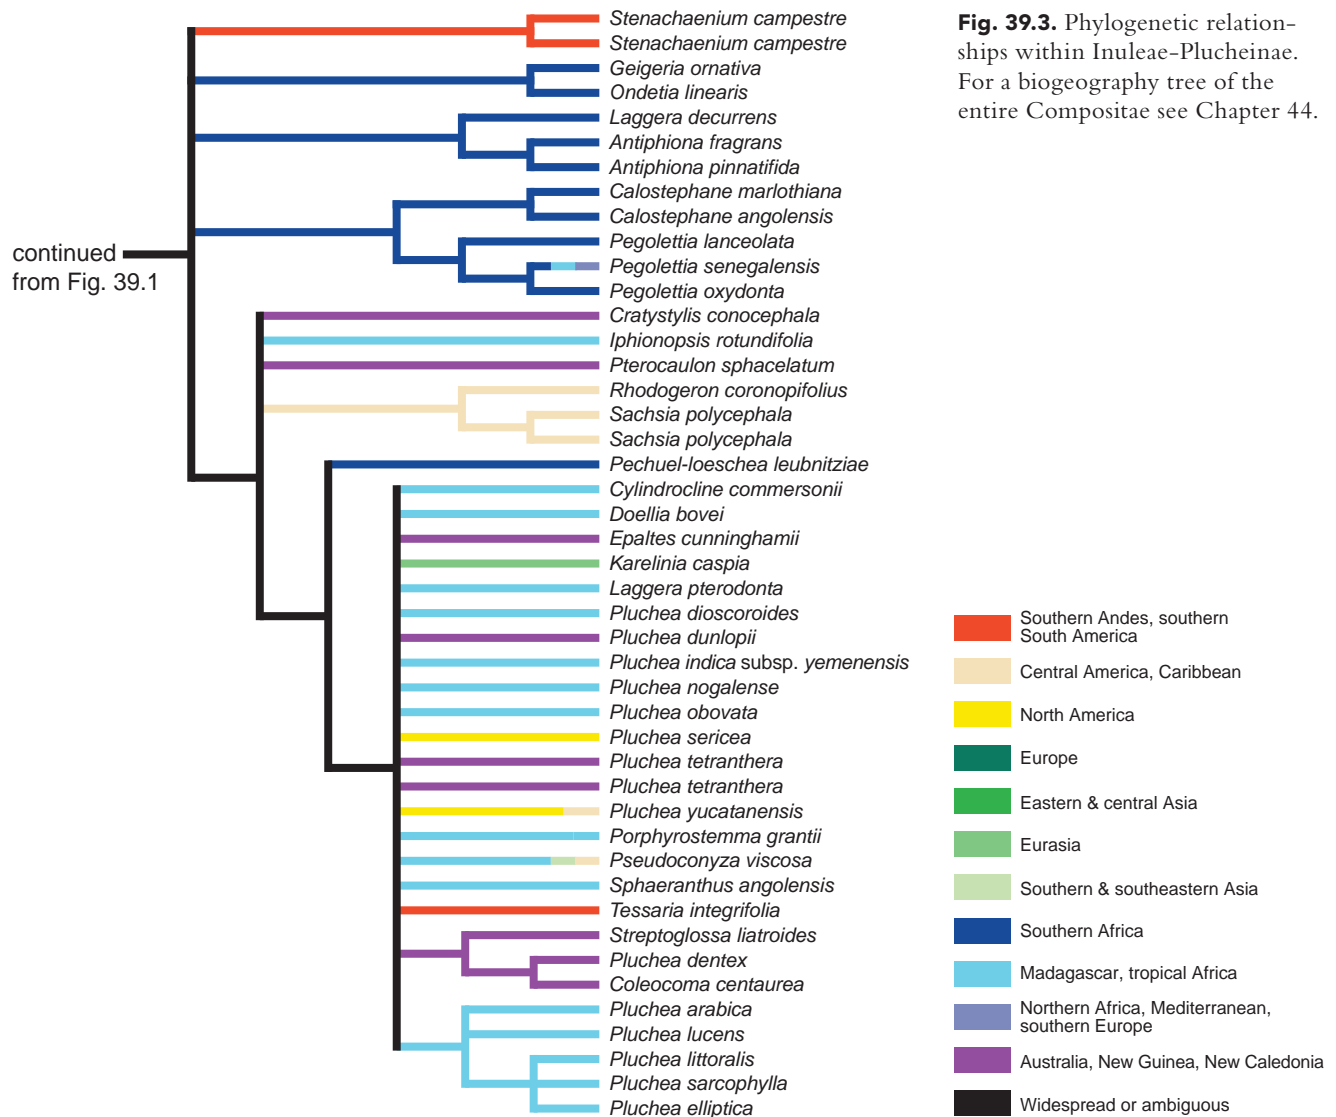 Fig. 39.3. Phylogenetic relation-
ships within Inuleae-Plucheinae.
For a biogeography tree of the
entire Compositae see Chapter 44.
continued
from Fig. 39.1
Stenachaenium campestre
Stenachaenium campestre
Geigeria ornativa
Ondetia linearis
Laggera decurrens
Antiphiona fragrans
Antiphiona pinnatifida
Calostephane marlothiana
Calostephane angolensis
Pegolettia lanceolata
Pegolettia senegalensis
Pegolettia oxydonta
Cratystylis conocephala
Iphionopsis rotundifolia
Pterocaulon sphacelatum
Rhodogeron coronopifolius
Sachsia polycephala
Sachsia polycephala
Pechuel-loeschea leubnitziae
Cylindrocline commersonii
Doellia bovei
Epaltes cunninghamii
Karelinia caspia
Laggera pterodonta
Pluchea dioscoroides
Pluchea dunlopii
Pluchea indica subsp. yemenensis
Pluchea nogalense
Pluchea obovata
Pluchea sericea
Pluchea tetranthera
Pluchea tetranthera
Pluchea yucatanensis
Porphyrostemma grantii
Pseudoconyza viscosa
Sphaeranthus angolensis
Tessaria integrifolia
Streptoglossa liatroides
Pluchea dentex
Coleocoma centaurea
Pluchea arabica
Pluchea lucens
Pluchea littoralis
Pluchea sarcophylla
Pluchea elliptica
Southern Andes, southern
South America
Central America, Caribbean
North America
Europe
Eastern & central Asia
Eurasia
Southern & southeastern Asia
Southern Africa
Madagascar, tropical Africa
Northern Africa, Mediterranean,
southern Europe
Australia, New Guinea, New Caledonia
Widespread or ambiguous